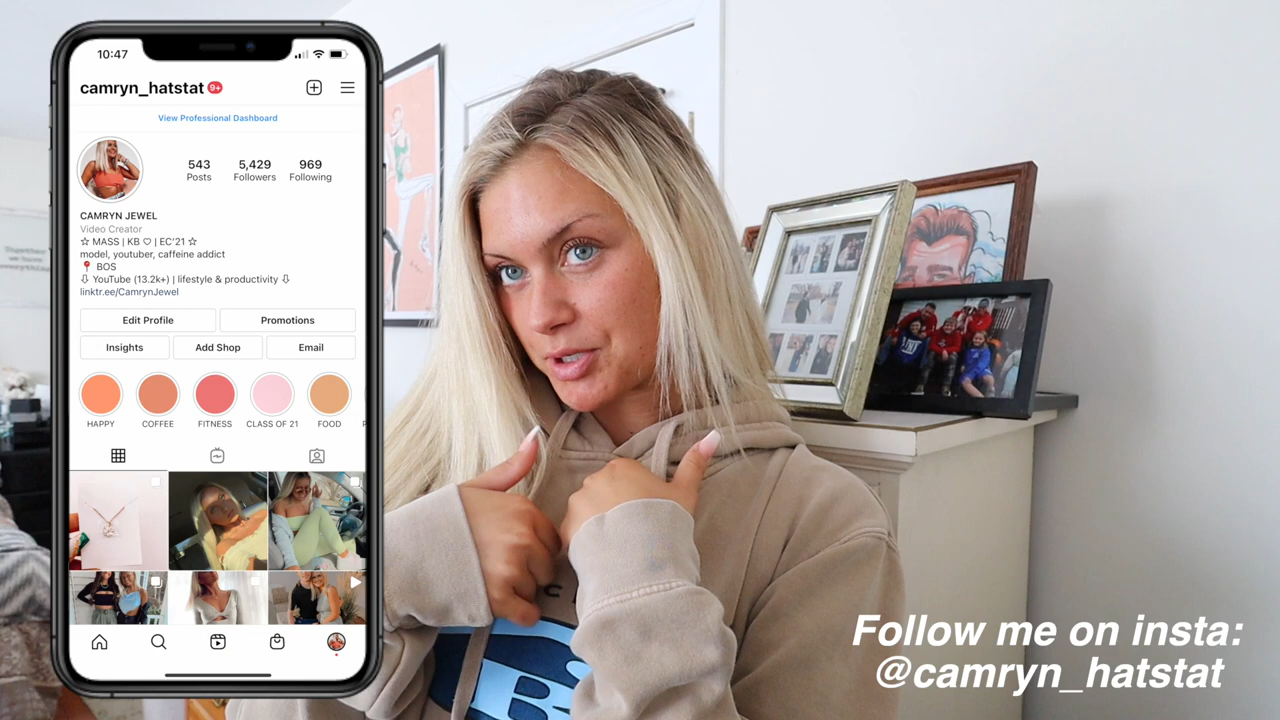 10:47
camryn_hatstat 9+
View Professional Dashboard
543 5,429 969
Posts Followers Following
CAMRYN JEWEL
Video Creator
☆ MASS | KB ♡ | EC'21 ☆
model, youtuber, caffeine addict
📍 BOS
⇩ YouTube (13.2k+) | lifestyle & productivity ⇩
linktr.ee/CamrynJewel
Edit Profile Promotions
Insights Add Shop Email
HAPPY COFFEE FITNESS CLASS OF 21 FOOD
Follow me on insta:
@camryn_hatstat